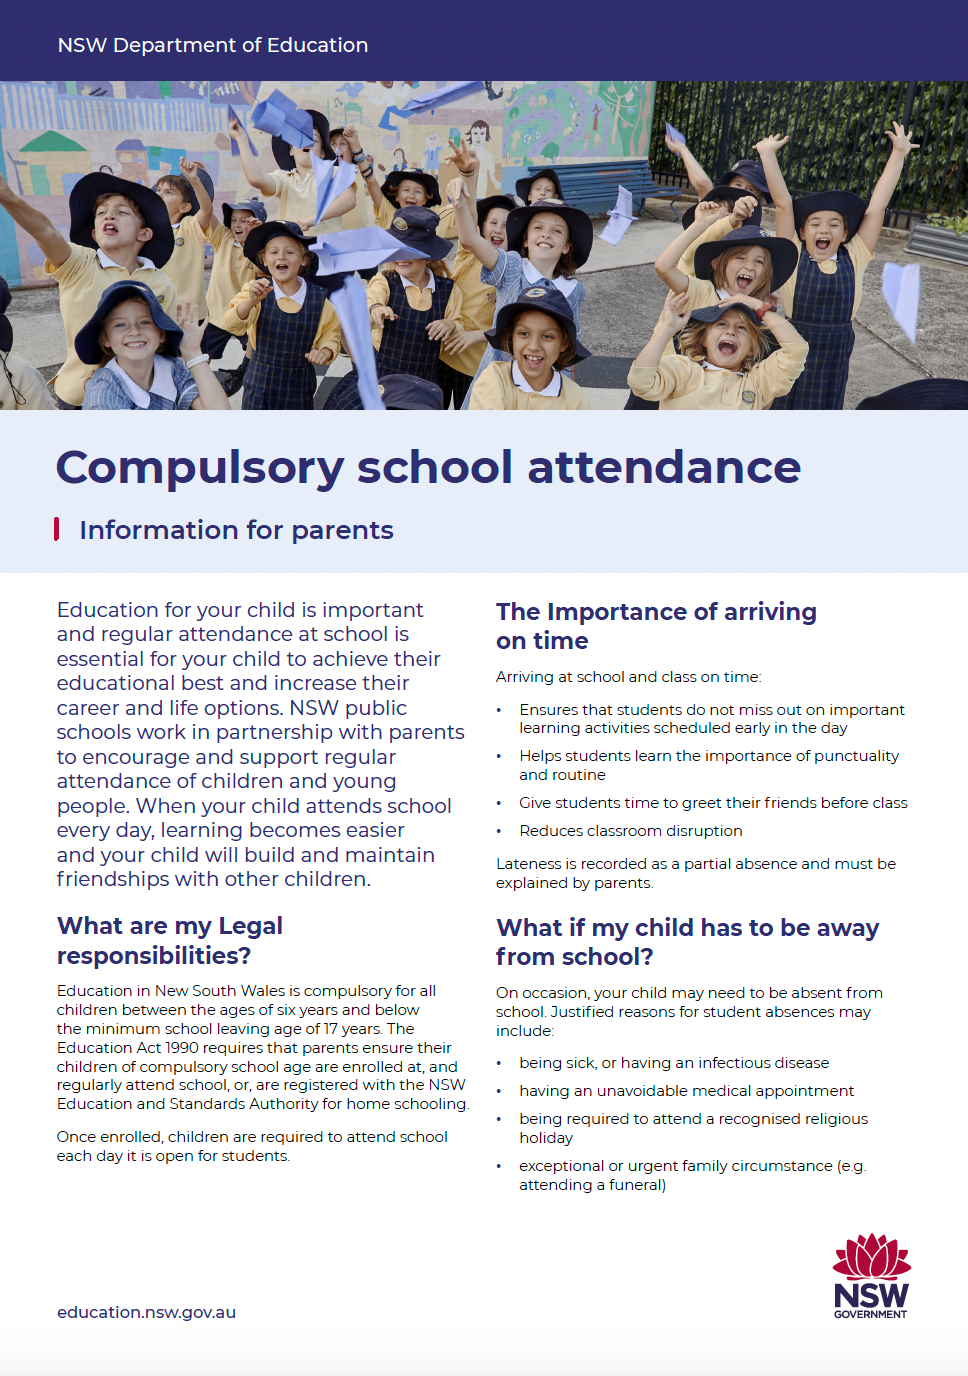 NSW Department of Education
Compulsory school attendance
Information for parents
Education for your child is important
and regular attendance at school is
essential for your child to achieve their
educational best and increase their
career and life options. NSW public
schools work in partnership with parents
to encourage and support regular
attendance of children and young
people. When your child attends school
every day, learning becomes easier
and your child will build and maintain
friendships with other children.
What are my Legal
responsibilities?
Education in New South Wales is compulsory for all
children between the ages of six years and below
the minimum school leaving age of 17 years. The
Education Act 1990 requires that parents ensure their
children of compulsory school age are enrolled at, and
regularly attend school, or, are registered with the NSW
Education and Standards Authority for home schooling.
Once enrolled, children are required to attend school
each day it is open for students.
The Importance of arriving
on time
Arriving at school and class on time:
• Ensures that students do not miss out on important
learning activities scheduled early in the day
• Helps students learn the importance of punctuality
and routine
• Give students time to greet their friends before class
• Reduces classroom disruption
Lateness is recorded as a partial absence and must be
explained by parents.
What if my child has to be away
from school?
On occasion, your child may need to be absent from
school. Justified reasons for student absences may
include:
• being sick, or having an infectious disease
• having an unavoidable medical appointment
• being required to attend a recognised religious
holiday
• exceptional or urgent family circumstance (e.g.
attending a funeral)
education.nsw.gov.au
NSW
GOVERNMENT